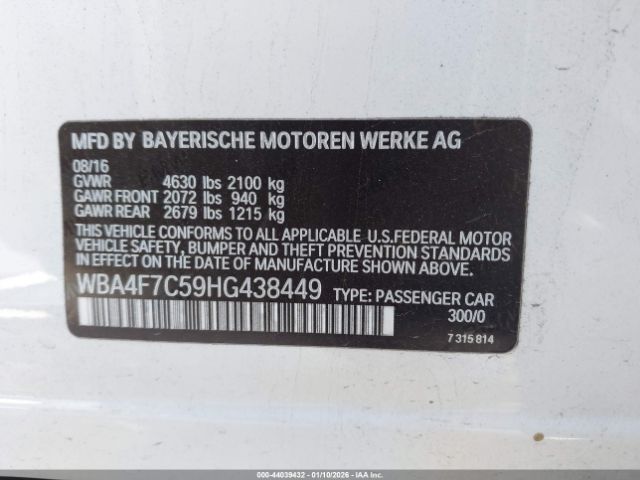 MFD BY BAYERISCHE MOTOREN WERKE AG
08/16
GVWR 4630 lbs 2100 kg
GAWR FRONT 2072 lbs 940 kg
GAWR REAR 2679 lbs 1215 kg
THIS VEHICLE CONFORMS TO ALL APPLICABLE U.S.FEDERAL MOTOR
VEHICLE SAFETY, BUMPER AND THEFT PREVENTION STANDARDS
IN EFFECT ON THE DATE OF MANUFACTURE SHOWN ABOVE.
WBA4F7C59HG438449 TYPE: PASSENGER CAR
300/0
7 315 814
000-44039432 - 01/10/2026 - IAA Inc.